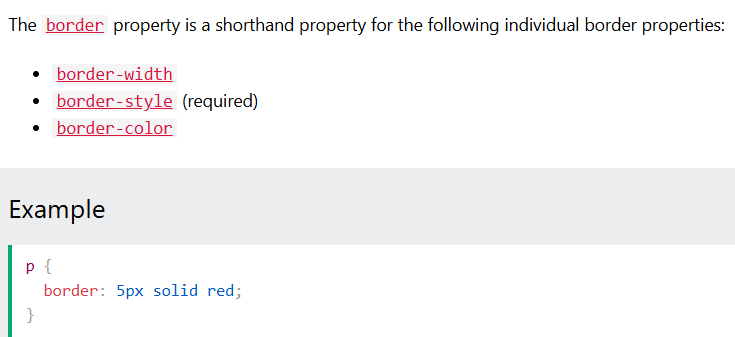 The border property is a shorthand property for the following individual border properties:
• border-width
• border-style (required)
• border-color
Example
p {
  border: 5px solid red;
}